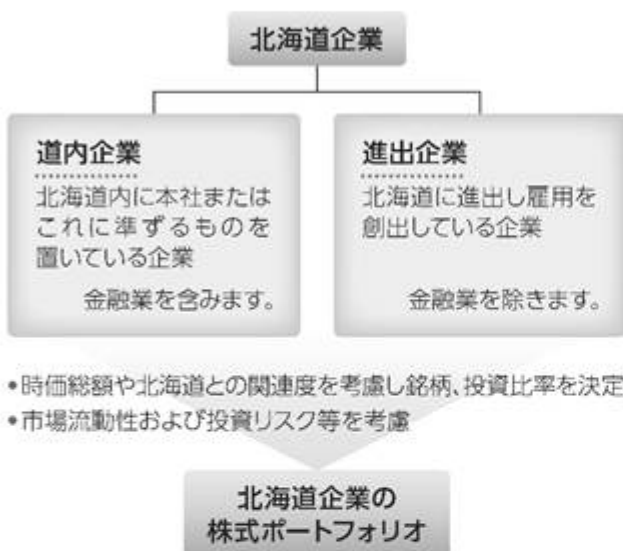 北海道企業
道内企業
北海道内に本社または
これに準ずるものを
置いている企業
金融業を含みます。
進出企業
北海道に進出し雇用を
創出している企業
金融業を除きます。
•時価総額や北海道との関連度を考慮し銘柄、投資比率を決定
•市場流動性および投資リスク等を考慮
北海道企業の
株式ポートフォリオ